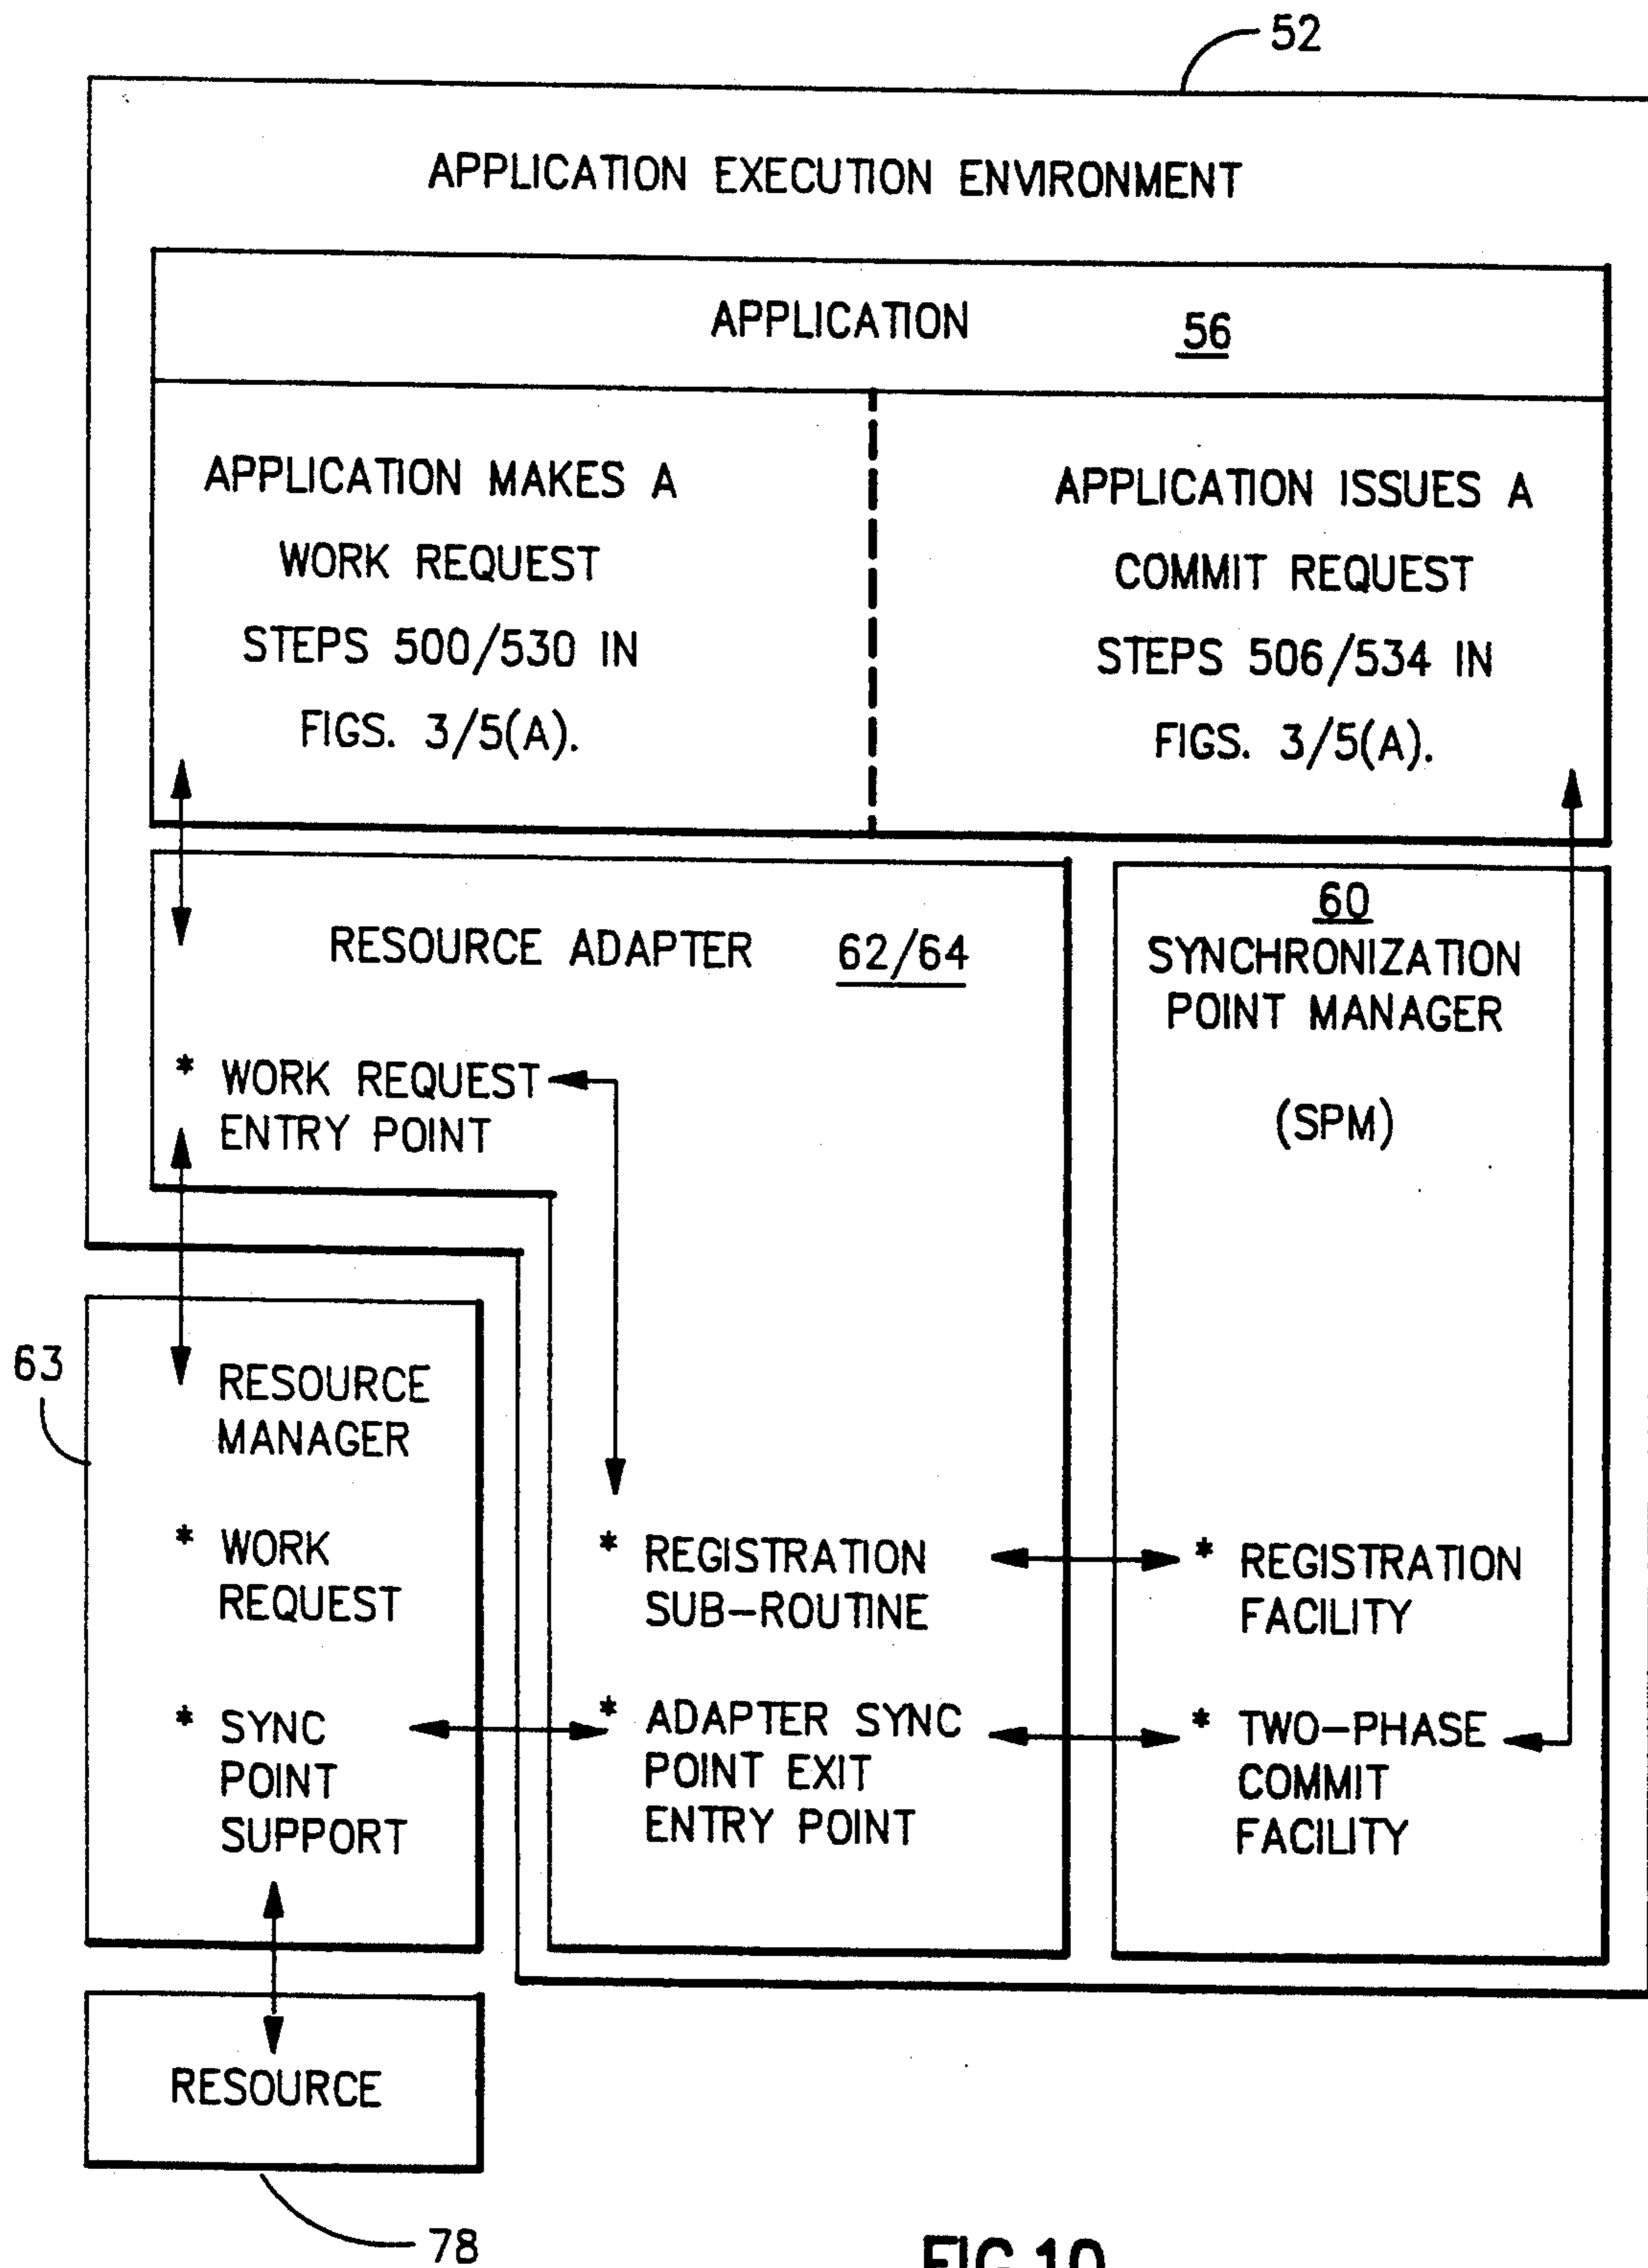 52
APPLICATION EXECUTION ENVIRONMENT
APPLICATION 56
APPLICATION MAKES A
WORK REQUEST
STEPS 500/530 IN
FIGS. 3/5(A).
APPLICATION ISSUES A
COMMIT REQUEST
STEPS 506/534 IN
FIGS. 3/5(A).
RESOURCE ADAPTER 62/64
* WORK REQUEST
ENTRY POINT
60
SYNCHRONIZATION
POINT MANAGER
(SPM)
63
RESOURCE
MANAGER
* WORK
REQUEST
* SYNC
POINT
SUPPORT
* REGISTRATION
SUB-ROUTINE
* ADAPTER SYNC
POINT EXIT
ENTRY POINT
* REGISTRATION
FACILITY
* TWO-PHASE
COMMIT
FACILITY
RESOURCE
78
FIG.10